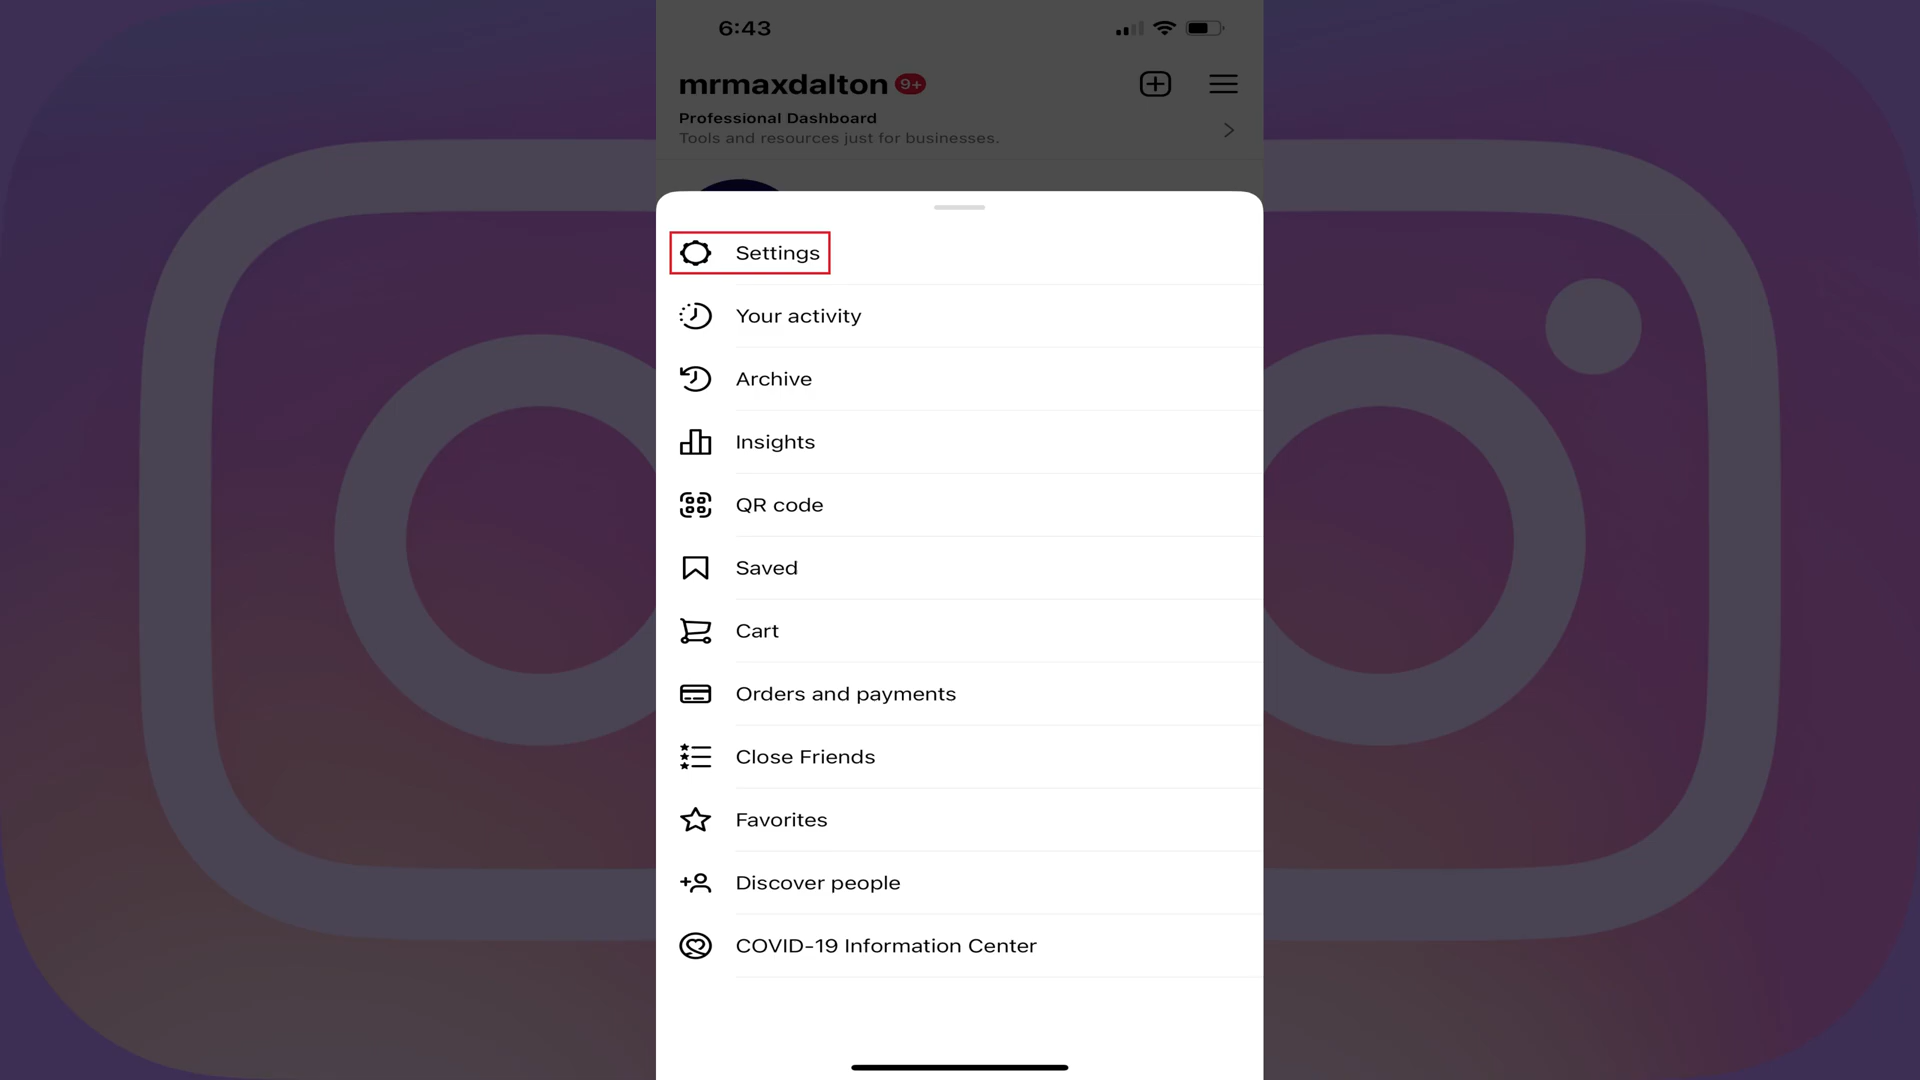 6:43
mrmaxdalton 9+
Professional Dashboard
Tools and resources just for businesses.
Settings
Your activity
Archive
Insights
QR code
Saved
Cart
Orders and payments
Close Friends
Favorites
Discover people
COVID-19 Information Center